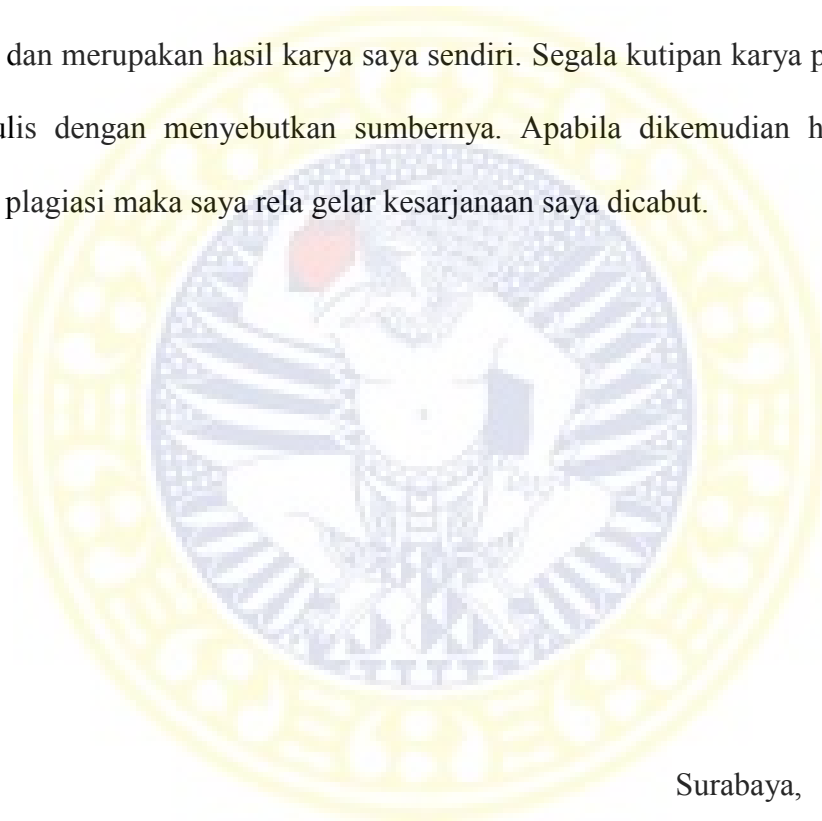 dan merupakan hasil karya saya sendiri. Segala kutipan karya p
ulis dengan menyebutkan sumbernya. Apabila dikemudian h
plagiasi maka saya rela gelar kesarjanaan saya dicabut.
Surabaya,